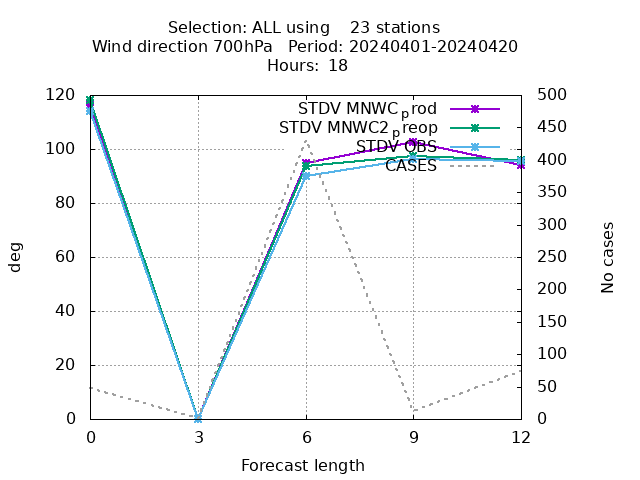 Selection: ALL using 23 stations
Wind direction 700hPa Period: 20240401-20240420
Hours: 18
120 500
STDV MNWCprod
450
STDV MNWC2preop
100 400
STDV OBS
CASES
350
80 300
deg
60 250
No cases
200
40
150
20 100
50
0 0
0 3 6 9 12
Forecast length